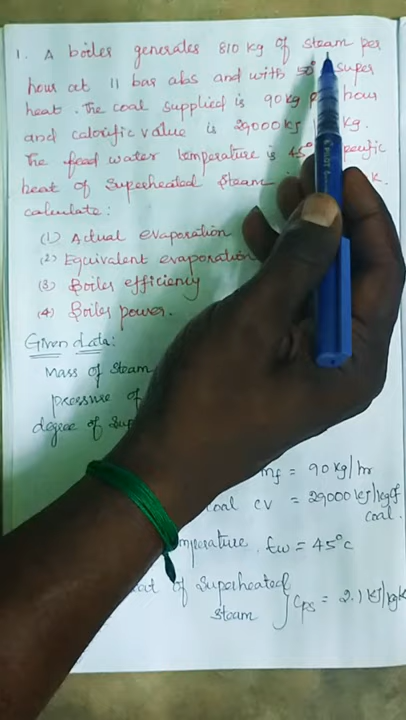 1. A boiler generates 810 kg of steam per
hour at 11 bar abs and with 50° super
heat. The coal supplied is 90 kg hour
and calorific value is 29000 kJ kg.
The feed water temperature is 45°
heat of Superheated Steam k.
calculate:
(1) Actual evaporation
(2) Equivalent evaporation
(3) Boiler efficiency
(4) Boiler power.
Given data:
Mass of Steam
pressure of
degree of
mf = 90 kg/hr
coal CV = 29000 kJ/kg of
coal.
tw = 45°C
of Superheated
steam } Cps = 2.1 kJ/kgk